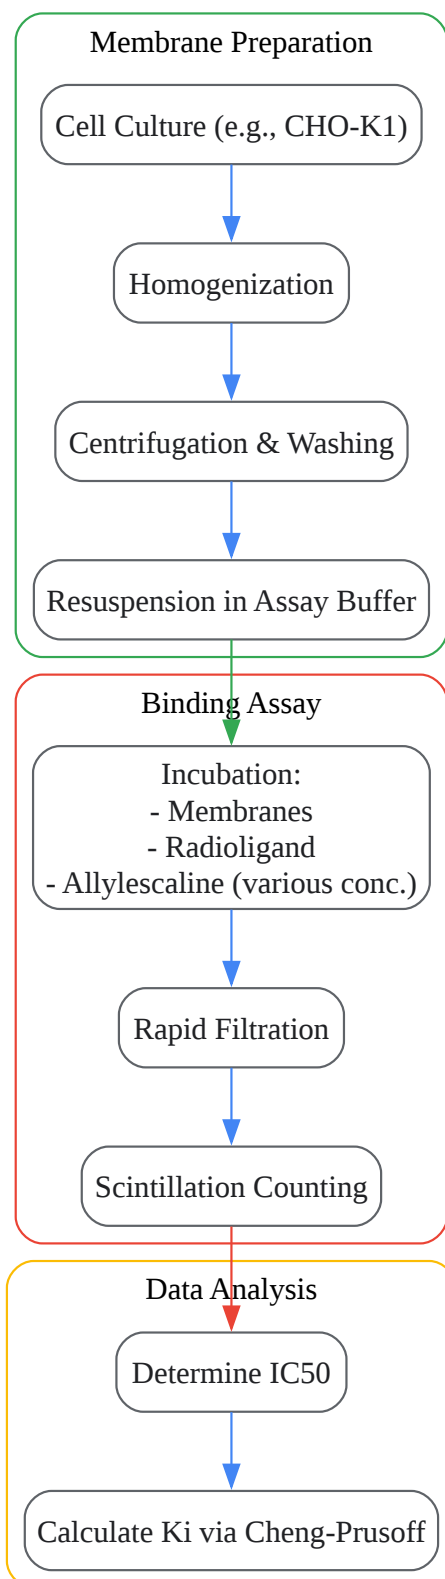 Membrane Preparation
Cell Culture (e.g., CHO-K1)
Homogenization
Centrifugation & Washing
Resuspension in Assay Buffer
Binding Assay
Incubation:
- Membranes
- Radioligand
- Allylescaline (various conc.)
Rapid Filtration
Scintillation Counting
Data Analysis
Determine IC50
Calculate Ki via Cheng-Prusoff